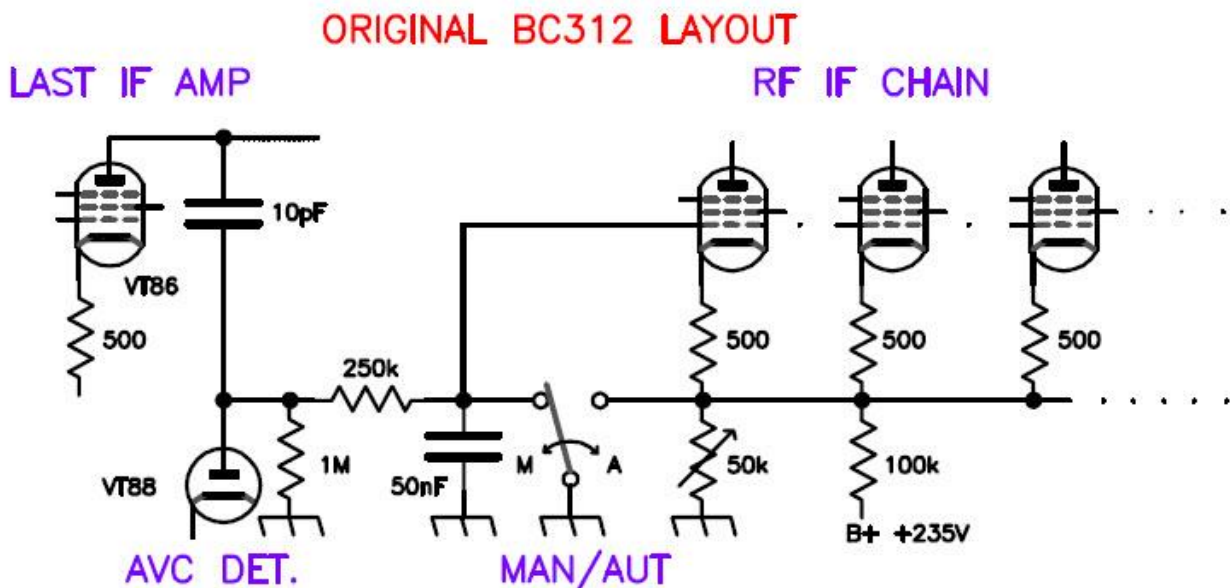 ORIGINAL BC312 LAYOUT
LAST IF AMP
RF IF CHAIN
10pF
VT86
500
500
500
500
250k
VT88
1M
50nF
M
A
50k
100k
B+ +235V
AVC DET.
MAN/AUT